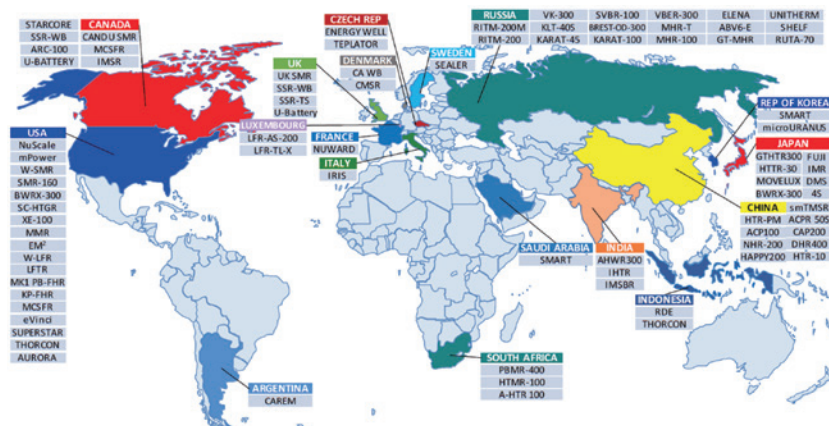 STARCORE CANADA
SSR-WB CANDU SMR
ARC-100 MCSFR
U-BATTERY IMSR
CZECH REP
ENERGY WELL
TEPLATOR
RUSSIA VK-300 SVBR-100 VBER-300 ELENA UNITHERM
RITM-200M KLT-40S BREST-OD-300 MHR-T ABV6-E SHELF
RITM-200 KARAT-45 KARAT-100 MHR-100 GT-MHR RUTA-70
UK
UK SMR
SSR-WB
SSR-TS
U-Battery
DENMARK
CA WB
CMSR
SWEDEN
SEALER
LUXEMBOURG
LFR-AS-200
LFR-TL-X
FRANCE
NUWARD
ITALY
IRIS
REP OF KOREA
SMART
microURANUS
JAPAN
GTHTR300 FUJI
HTTR-30 IMR
MOVELUX DMS
BWRX-300 4S
USA
NuScale
mPower
W-SMR
SMR-160
BWRX-300
SC-HTGR
XE-100
MMR
EM²
W-LFR
LFTR
MK1 PB-FHR
KP-FHR
MCSFR
eVinci
SUPERSTAR
THORCON
AURORA
CHINA smTMSR
HTR-PM ACPR 50S
ACP100 CAP200
NHR-200 DHR400
HAPPY200 HTR-10
SAUDI ARABIA
SMART
INDIA
AHWR300
IHTR
IMSBR
INDONESIA
RDE
THORCON
SOUTH AFRICA
PBMR-400
HTMR-100
A-HTR 100
ARGENTINA
CAREM